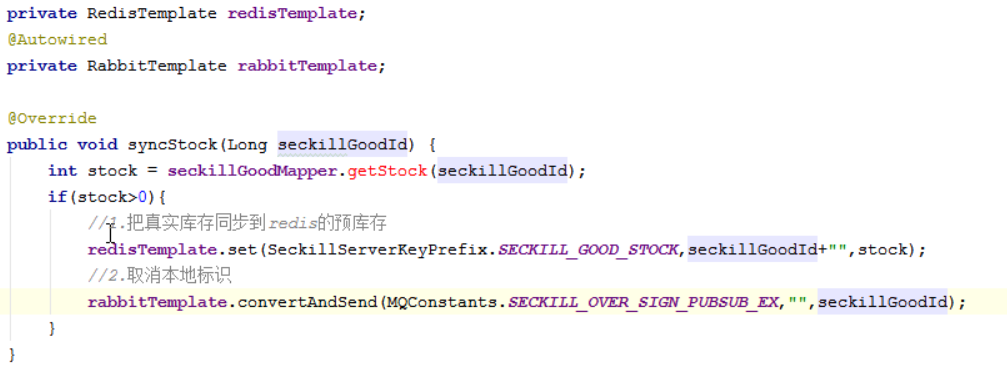 private RedisTemplate redisTemplate;
@Autowired
private RabbitTemplate rabbitTemplate;
@Override
public void syncStock(Long seckillGoodId) {
int stock = seckillGoodMapper.getStock(seckillGoodId);
if(stock>0){
//1.把真实库存同步到redis的预库存
redisTemplate.set(SeckillServerKeyPrefix.SECKILL_GOOD_STOCK,seckillGoodId+"",stock);
//2.取消本地标识
rabbitTemplate.convertAndSend(MQConstants.SECKILL_OVER_SIGN_PUBSUB_EX,"",seckillGoodId);
}
}